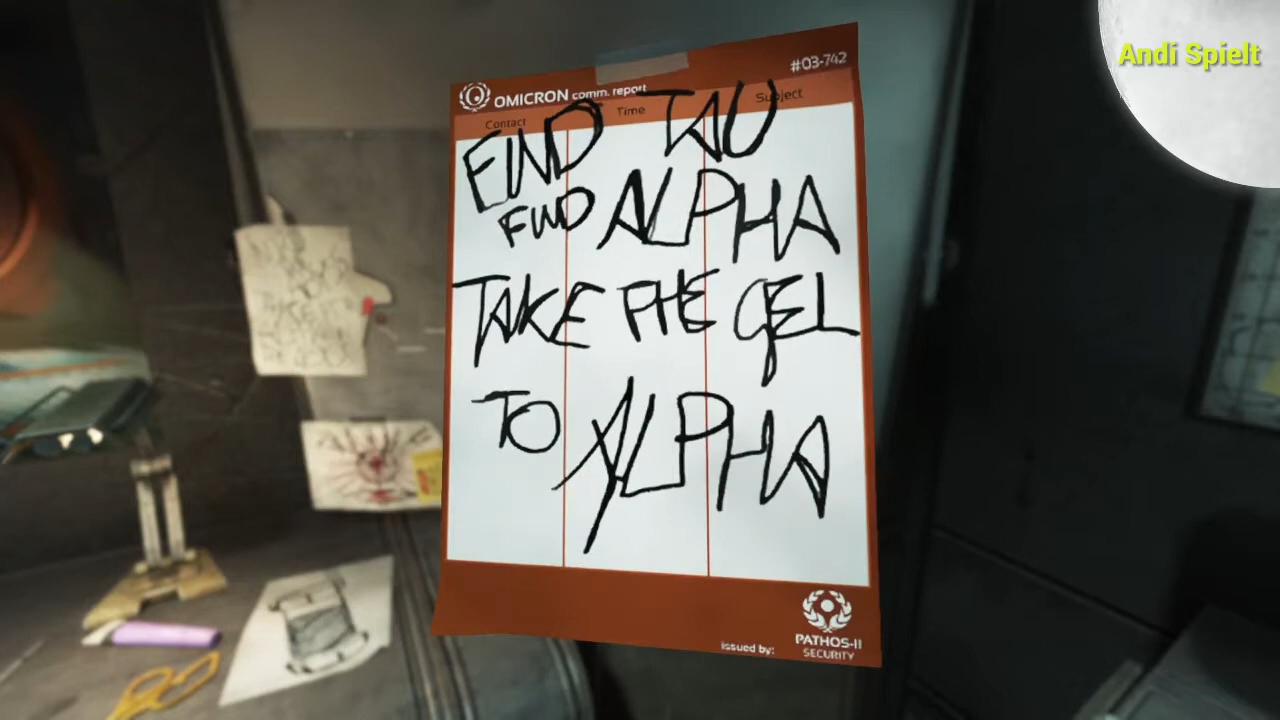 Andi Spielt
#03-742
OMICRON comm. report
Contact Time Subject
FIND TAU
FIND ALPHA
TAKE THE GEL
TO ALPHA
issued by:
PATHOS-II
SECURITY